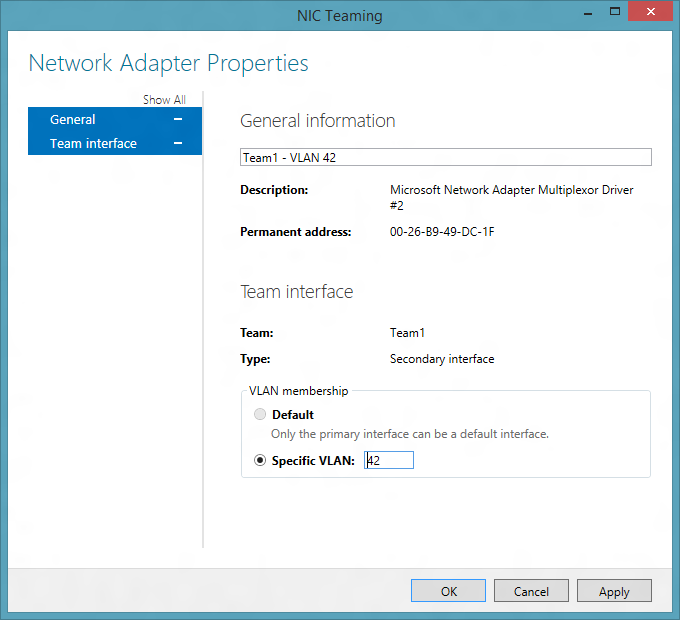 NIC Teaming
Network Adapter Properties
Show All
General
Team interface
General information
Team1 - VLAN 42
Description: Microsoft Network Adapter Multiplexor Driver
#2
Permanent address: 00-26-B9-49-DC-1F
Team interface
Team: Team1
Type: Secondary interface
VLAN membership
Default
Only the primary interface can be a default interface.
Specific VLAN: 42
OK Cancel Apply